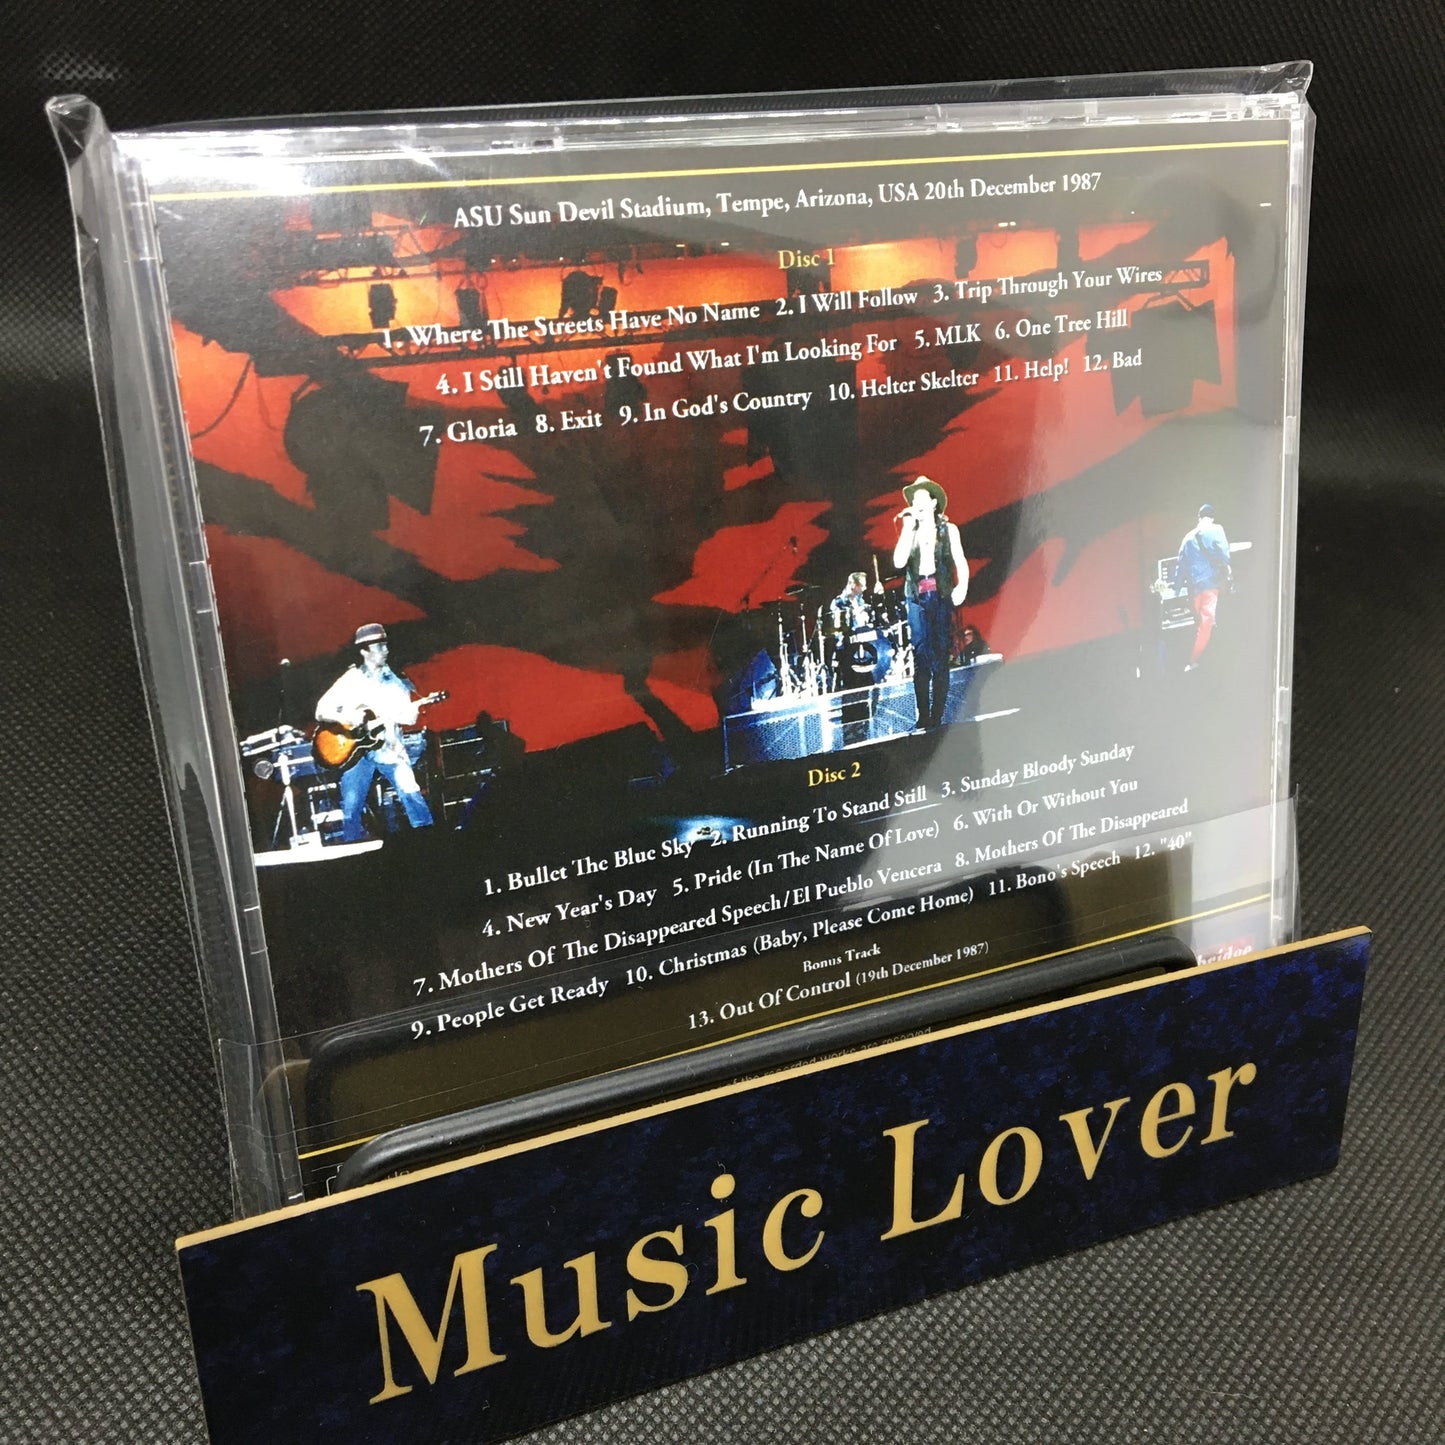 ASU Sun Devil Stadium, Tempe, Arizona, USA 20th December 1987
Disc 1
1. Where The Streets Have No Name 2. I Will Follow 3. Trip Through Your Wires
4. I Still Haven't Found What I'm Looking For 5. MLK 6. One Tree Hill
7. Gloria 8. Exit 9. In God's Country 10. Helter Skelter 11. Help! 12. Bad
Disc 2
1. Bullet The Blue Sky 2. Running To Stand Still 3. Sunday Bloody Sunday
4. New Year's Day 5. Pride (In The Name Of Love) 6. With Or Without You
7. Mothers Of The Disappeared Speech/El Pueblo Vencera 8. Mothers Of The Disappeared
9. People Get Ready 10. Christmas (Baby, Please Come Home) 11. Bono's Speech 12. "40"
Bonus Track
13. Out Of Control (19th December 1987)
of the recorded works are reserved
Music Lover